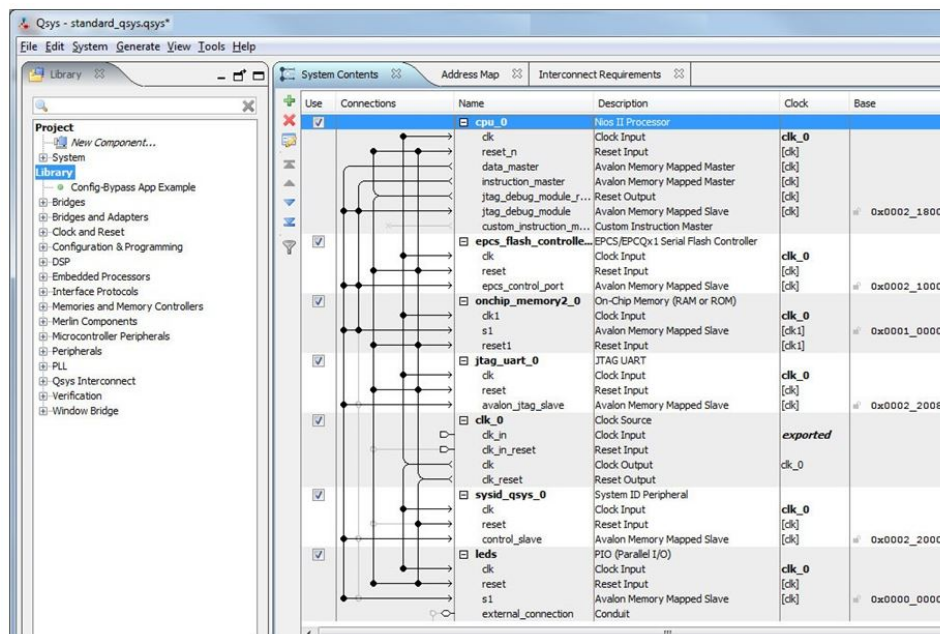 Qsys - standard_qsys.qsys*
File Edit System Generate View Tools Help
Library
Project
New Component...
System
Library
Config-Bypass App Example
Bridges
Bridges and Adapters
Clock and Reset
Configuration & Programming
DSP
Embedded Processors
Interface Protocols
Memories and Memory Controllers
Merlin Components
Microcontroller Peripherals
Peripherals
PLL
Qsys Interconnect
Verification
Window Bridge
System Contents Address Map Interconnect Requirements
Use Connections Name Description Clock Base
cpu_0 Nios II Processor
clk Clock Input clk_0
reset_n Reset Input [clk]
data_master Avalon Memory Mapped Master [clk]
instruction_master Avalon Memory Mapped Master [clk]
jtag_debug_module_r... Reset Output [clk]
jtag_debug_module Avalon Memory Mapped Slave [clk] 0x0002_1800
custom_instruction_m... Custom Instruction Master
epcs_flash_controlle... EPCS/EPCQx1 Serial Flash Controller
clk Clock Input clk_0
reset Reset Input [clk]
epcs_control_port Avalon Memory Mapped Slave [clk] 0x0002_1000
onchip_memory2_0 On-Chip Memory (RAM or ROM)
clk1 Clock Input clk_0
s1 Avalon Memory Mapped Slave [clk1] 0x0001_0000
reset1 Reset Input [clk1]
jtag_uart_0 JTAG UART
clk Clock Input clk_0
reset Reset Input [clk]
avalon_jtag_slave Avalon Memory Mapped Slave [clk] 0x0002_2008
clk_0 Clock Source
clk_in Clock Input exported
clk_in_reset Reset Input
clk Clock Output clk_0
clk_reset Reset Output
sysid_qsys_0 System ID Peripheral
clk Clock Input clk_0
reset Reset Input [clk]
control_slave Avalon Memory Mapped Slave [clk] 0x0002_2000
leds PIO (Parallel I/O)
clk Clock Input clk_0
reset Reset Input [clk]
s1 Avalon Memory Mapped Slave [clk] 0x0000_0000
external_connection Conduit